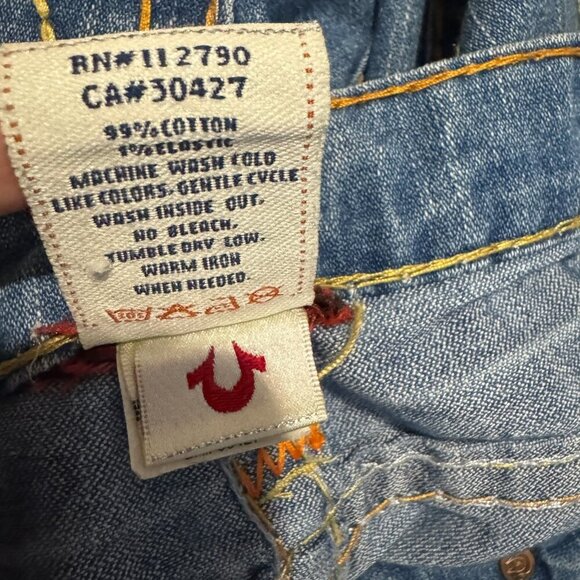 RN#112790
CA#30427
99% COTTON
1% ELASTIC
MACHINE WASH COLD
LIKE COLORS, GENTLE CYCLE
WASH INSIDE OUT.
NO BLEACH.
TUMBLE DRY LOW.
WARM IRON
WHEN NEEDED.